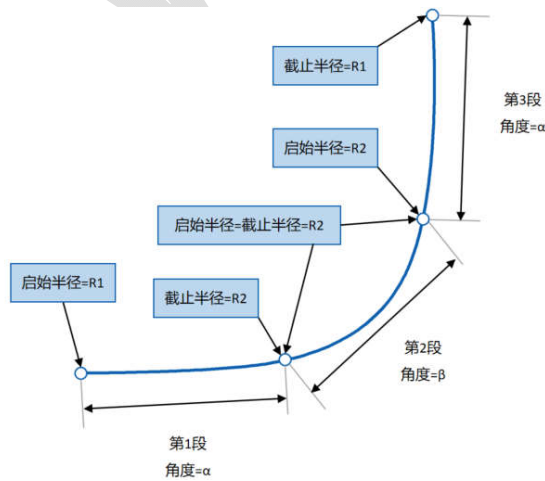 截止半径=R1
第3段
角度=α
启始半径=R2
启始半径=截止半径=R2
启始半径=R1
截止半径=R2
第2段
角度=β
第1段
角度=α